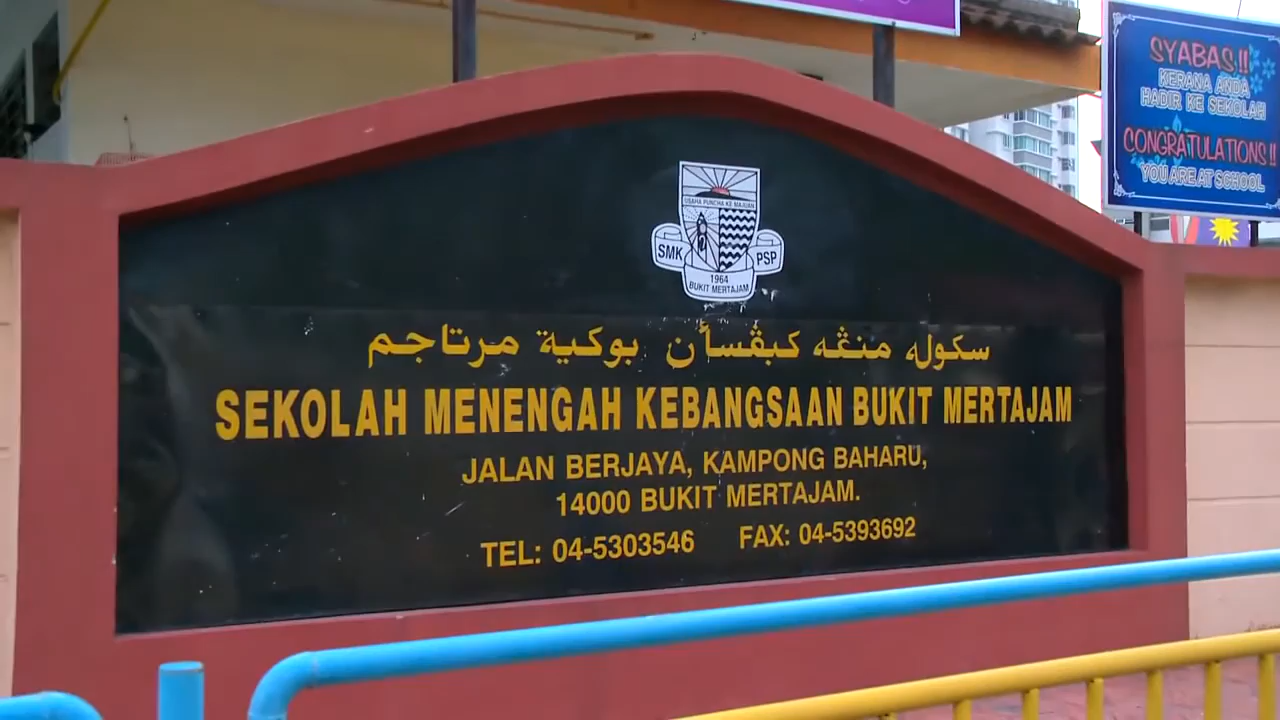 USAHA PUNCHA KE MAJUAN
SMK
PSP
1964
BUKIT MERTAJAM
سكوله منڠه كبڠسأن بوكية مرتاجم
SEKOLAH MENENGAH KEBANGSAAN BUKIT MERTAJAM
JALAN BERJAYA, KAMPONG BAHARU,
14000 BUKIT MERTAJAM.
TEL: 04-5303546 FAX: 04-5393692
SYABAS !!
KERANA ANDA
HADIR KE SEKOLAH
CONGRATULATIONS !!
YOU ARE AT SCHOOL